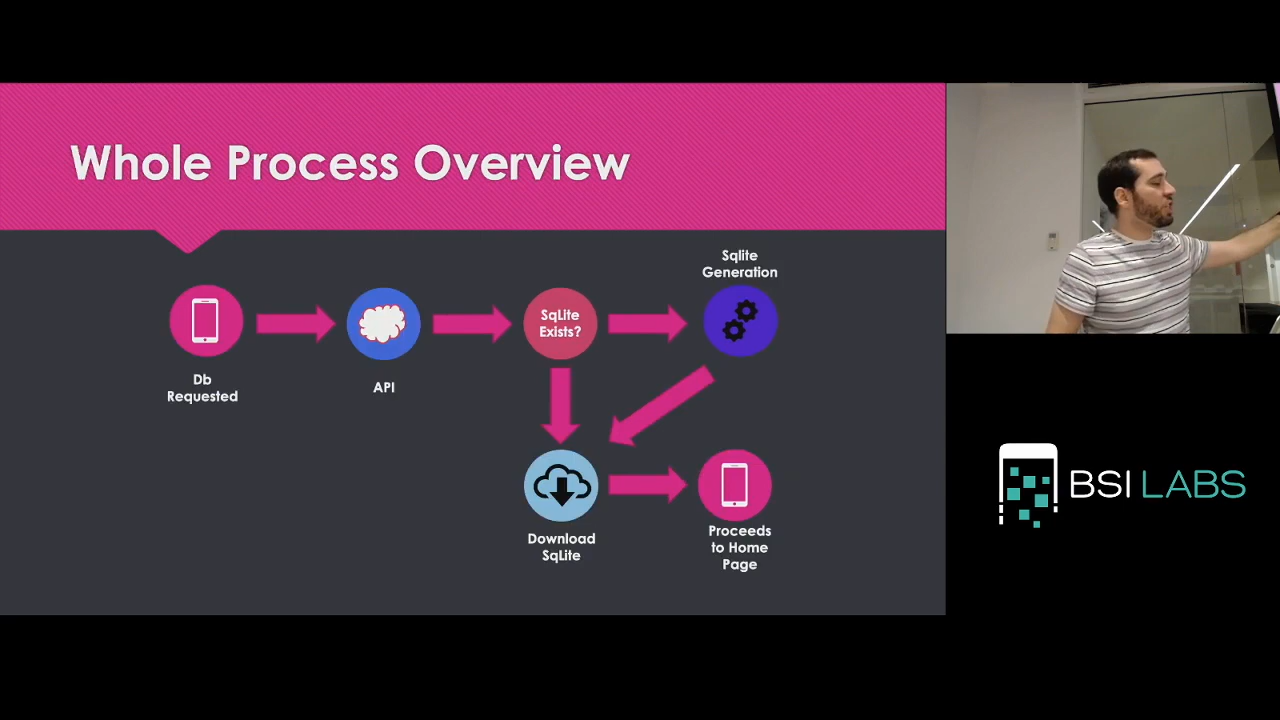 Whole Process Overview
Sqlite
Generation
SqLite
Exists?
Db
Requested
API
Download
SqLite
Proceeds
to Home
Page
BSI LABS